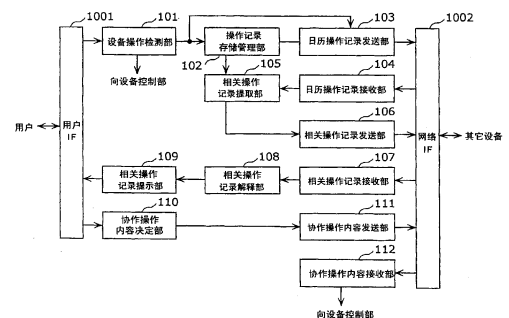 1001
101
103
1002
设备操作检测部
操作记录
存储管理部
日历操作记录发送部
102
105
104
向设备控制部
相关操作
记录提取部
日历操作记录接收部
106
用户
用户
IF
相关操作记录发送部
网络
IF
其它设备
109
108
107
相关操作
记录提示部
相关操作
记录解释部
相关操作记录接收部
110
111
协作操作
内容决定部
协作操作内容发送部
112
协作操作内容接收部
向设备控制部